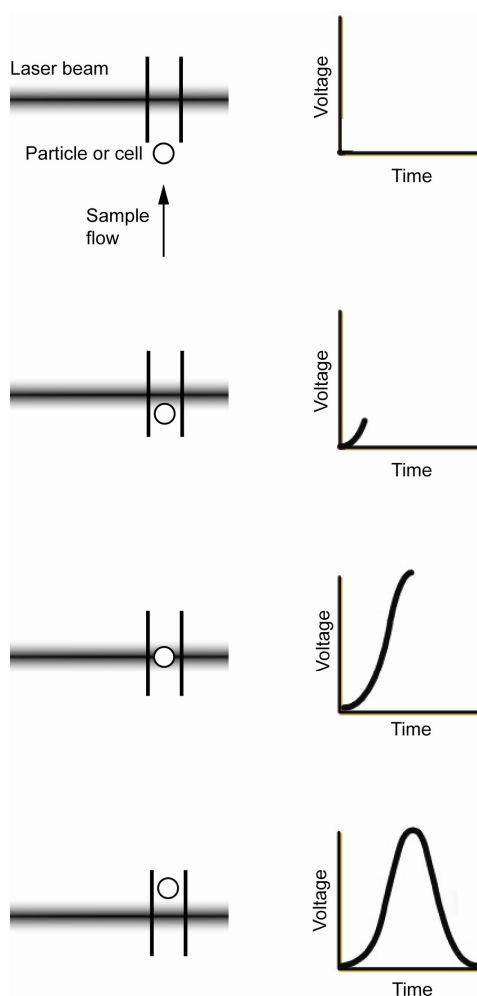 Laser beam
Voltage
Particle or cell
Time
Sample
flow
Voltage
Time
Voltage
Time
Voltage
Time